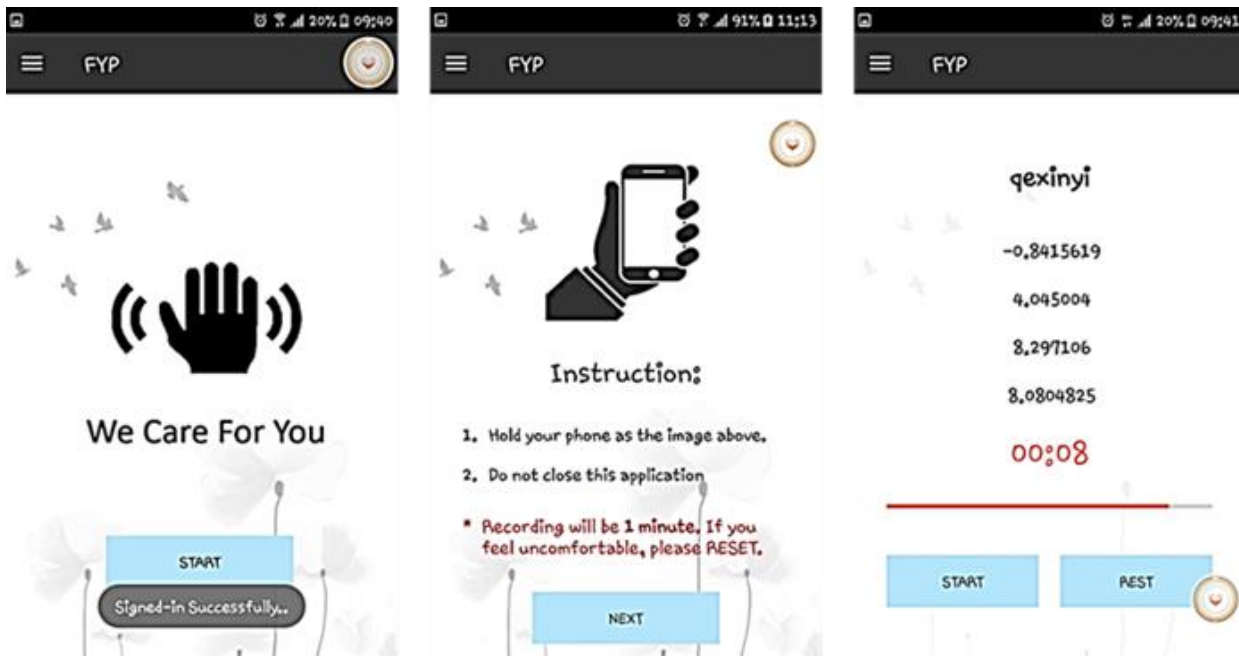 20% 09:40
FYP
We Care For You
START
Signed-in Successfully..
91% 11:13
FYP
Instruction:
1. Hold your phone as the image above.
2. Do not close this application
* Recording will be 1 minute. If you
feel uncomfortable, please RESET.
NEXT
20% 09:41
FYP
qexinyi
-0.8415619
4.045004
8.297106
8.0804825
00:08
START
REST